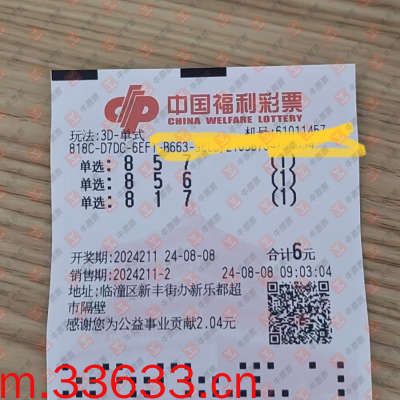 中国福利彩票
CHINA WELFARE LOTTERY
玩法:3D-单式 机号:61011457
818C-D7DC-6EF
B663-
单选: 8 5 7 (1)
单选: 8 5 6 (1)
单选: 8 1 7 (1)
开奖期:2024211 24-08-08 合计6元
销售期:2024211-2 24-08-08 09:03:04
地址:临潼区新丰街办新乐都超
市隔壁
感谢您为公益事业贡献2.04元
m.33633.cn